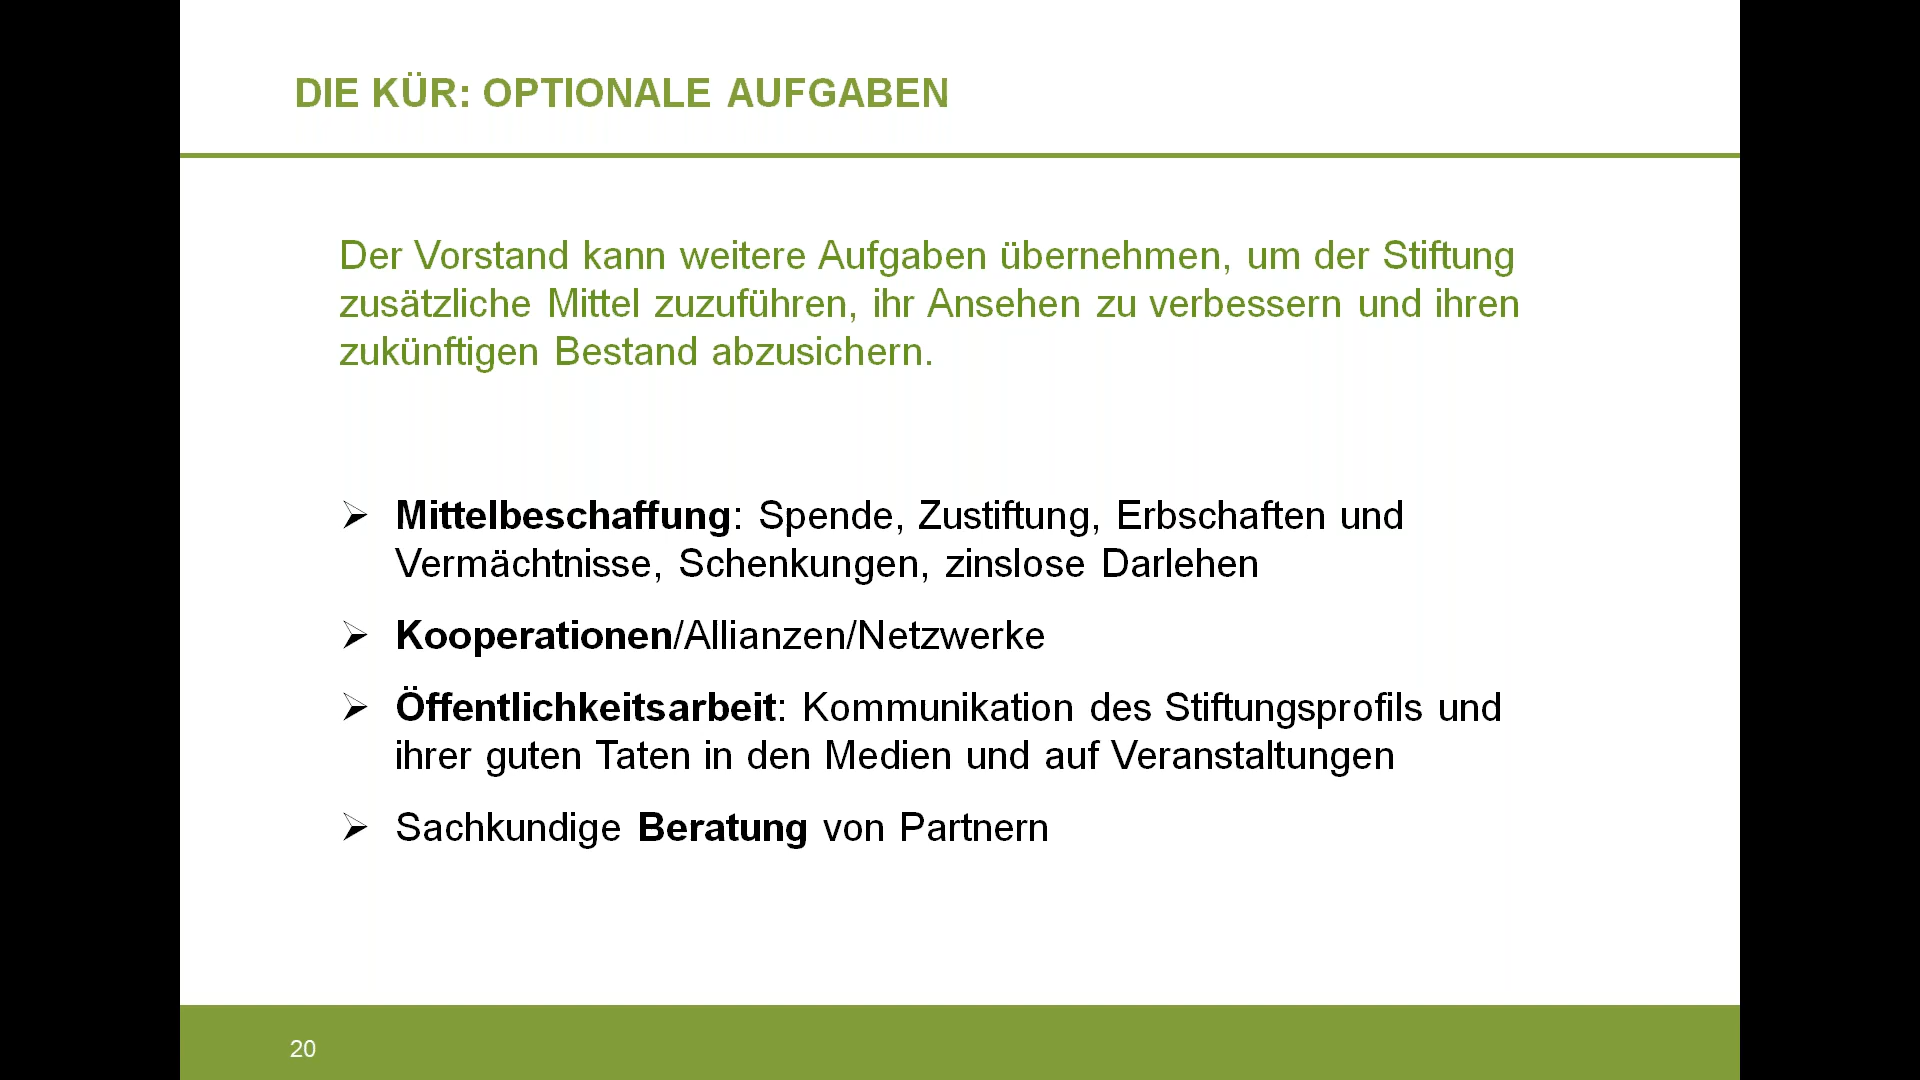 DIE KÜR: OPTIONALE AUFGABEN
Der Vorstand kann weitere Aufgaben übernehmen, um der Stiftung
zusätzliche Mittel zuzuführen, ihr Ansehen zu verbessern und ihren
zukünftigen Bestand abzusichern.
➢ Mittelbeschaffung: Spende, Zustiftung, Erbschaften und
Vermächtnisse, Schenkungen, zinslose Darlehen
➢ Kooperationen/Allianzen/Netzwerke
➢ Öffentlichkeitsarbeit: Kommunikation des Stiftungsprofils und
ihrer guten Taten in den Medien und auf Veranstaltungen
➢ Sachkundige Beratung von Partnern
20